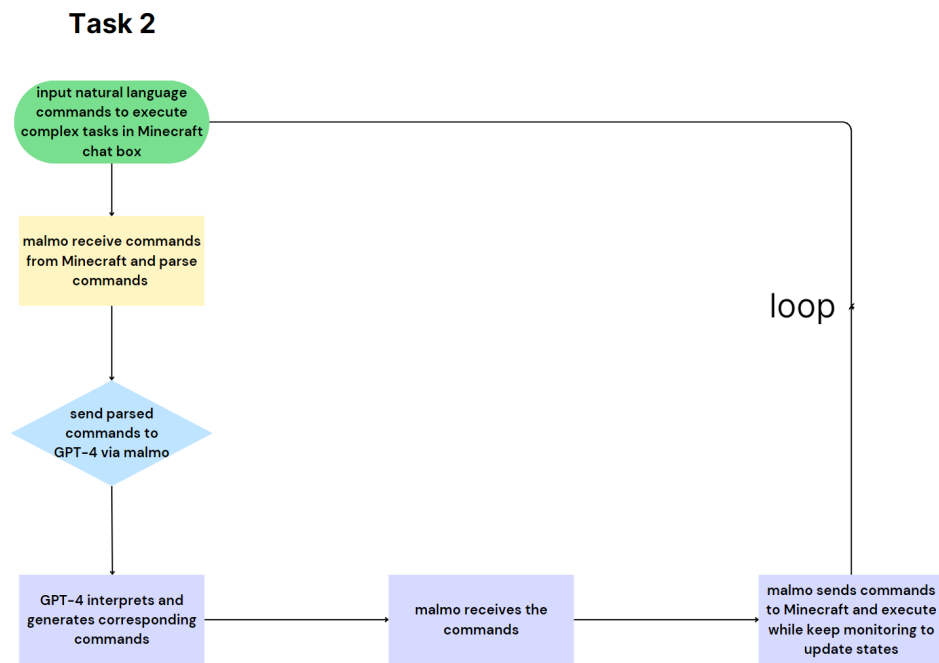 Task 2
input natural language
commands to execute
complex tasks in Minecraft
chat box
malmo receive commands
from Minecraft and parse
commands
loop
send parsed
commands to
GPT-4 via malmo
GPT-4 interprets and
generates corresponding
commands
malmo receives the
commands
malmo sends commands
to Minecraft and execute
while keep monitoring to
update states